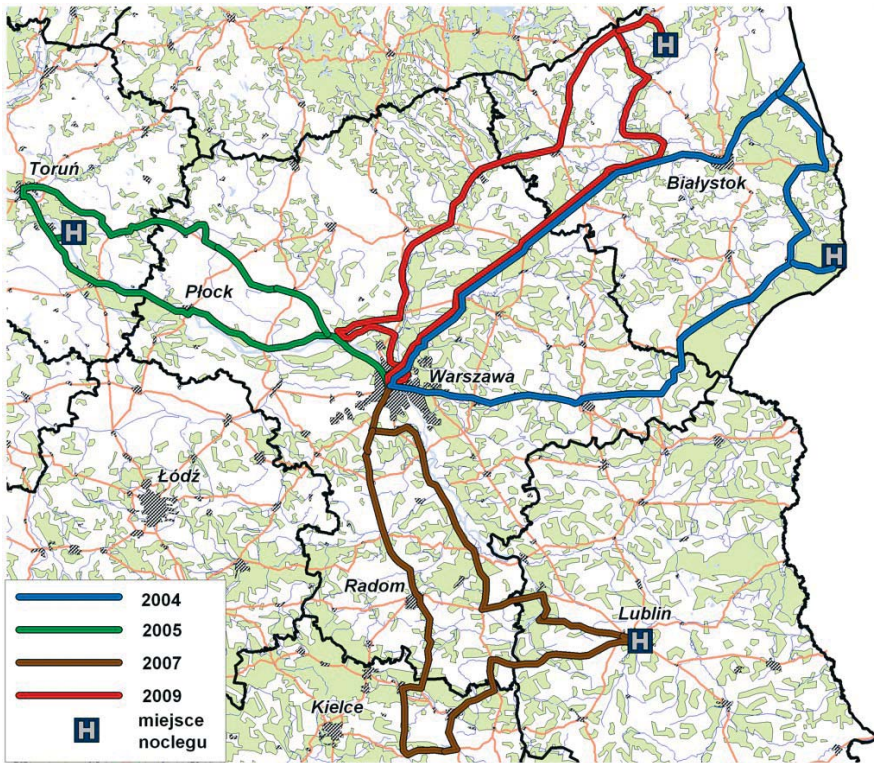 H
Toruń
H
Białystok
H
Płock
Warszawa
Łódź
Radom
Lublin
H
Kielce
2004
2005
2007
2009
H
miejsce
noclegu